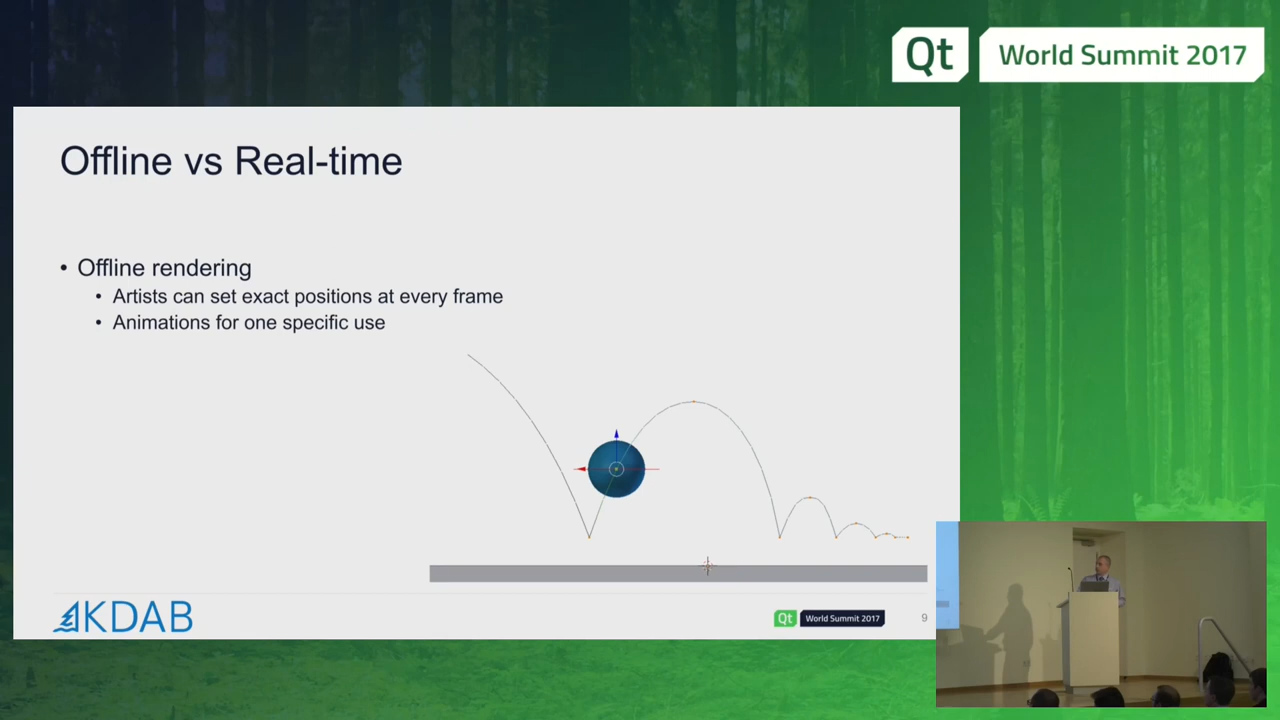 Qt
World Summit 2017
Offline vs Real-time
• Offline rendering
• Artists can set exact positions at every frame
• Animations for one specific use
KDAB
Qt World Summit 2017
9